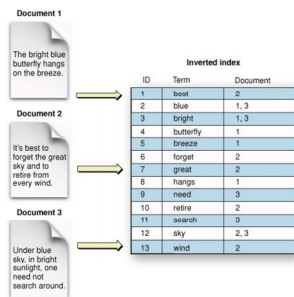 Document 1
The bright blue
butterfly hangs
on the breeze.
Document 2
It's best to
forget the great
sky and to
retire from
every wind.
Document 3
Under blue
sky, in bright
sunlight, one
need not
search around.
Inverted index
ID Term Document
1 best 2
2 blue 1, 3
3 bright 1, 3
4 butterfly 1
5 breeze 1
6 forget 2
7 great 2
8 hangs 1
9 need 3
10 retire 2
11 search 3
12 sky 2, 3
13 wind 2